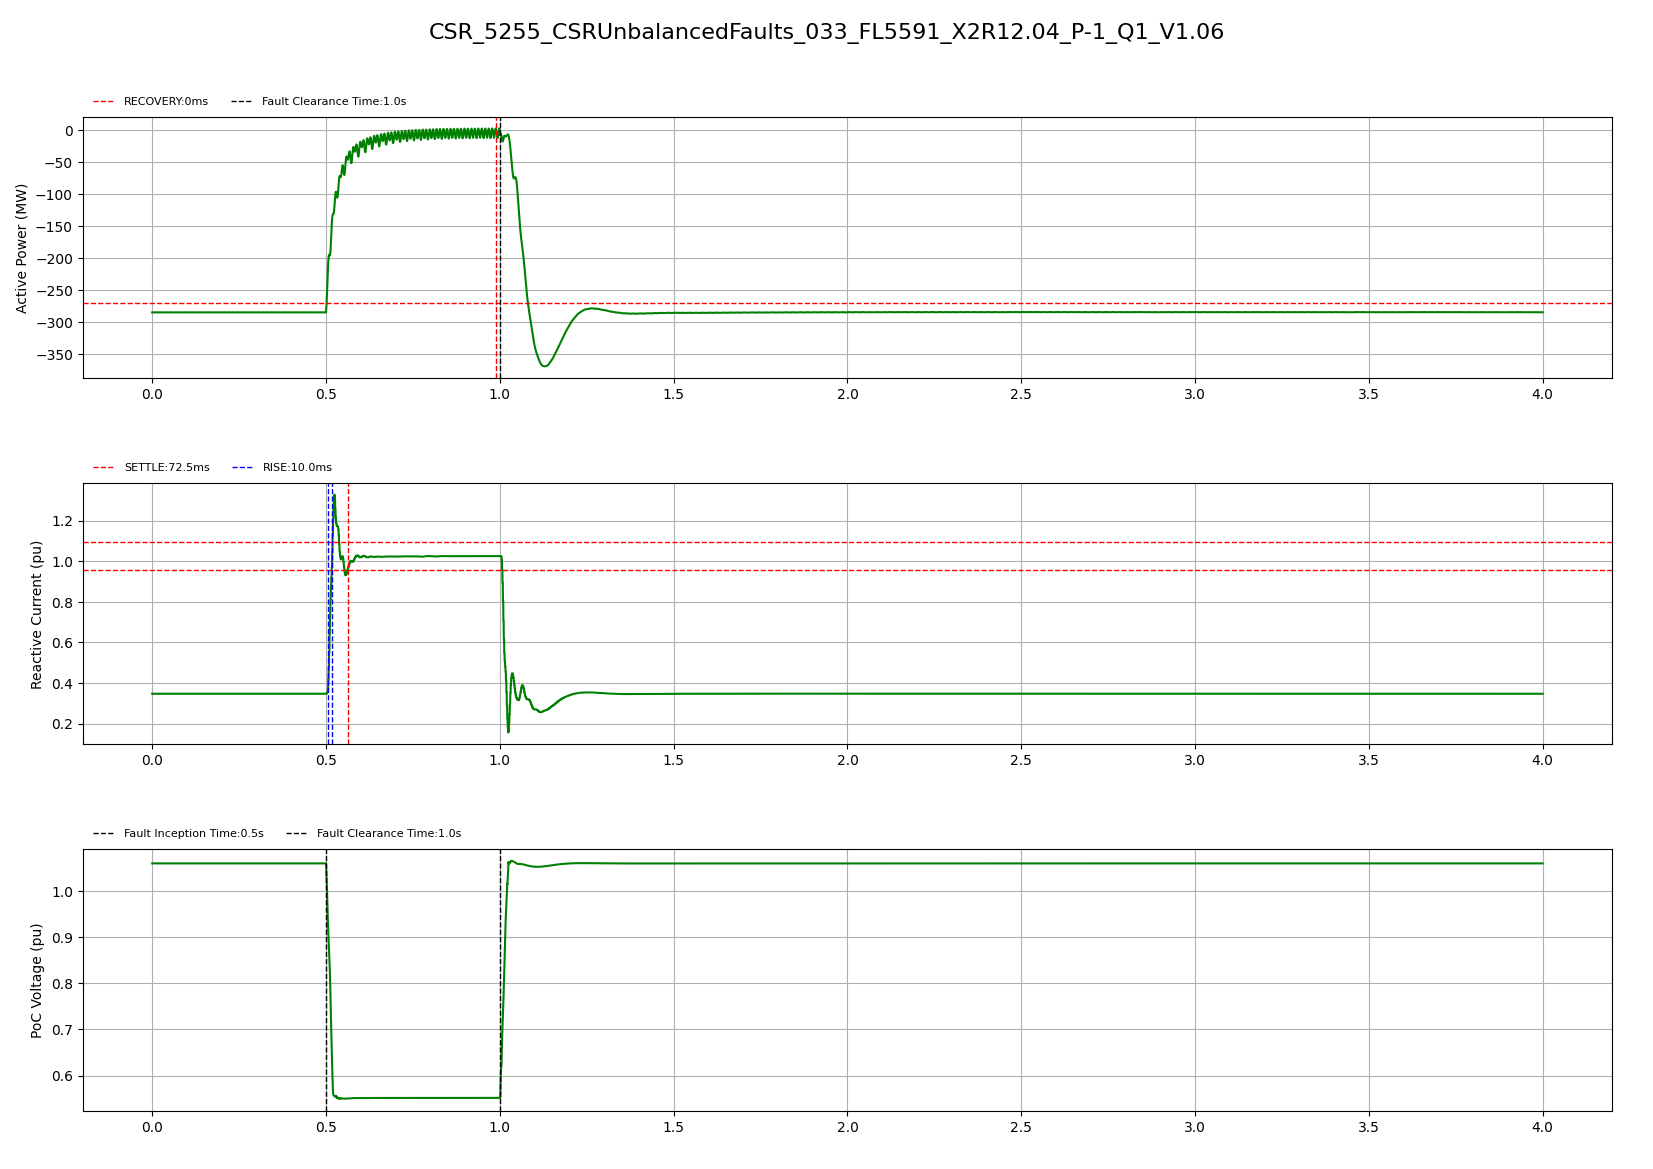 CSR_5255_CSRUnbalancedFaults_033_FL5591_X2R12.04_P-1_Q1_V1.06
RECOVERY:0ms Fault Clearance Time:1.0s
Active Power (MW)
0
−50
−100
−150
−200
−250
−300
−350
0.0 0.5 1.0 1.5 2.0 2.5 3.0 3.5 4.0
SETTLE:72.5ms RISE:10.0ms
Reactive Current (pu)
1.2
1.0
0.8
0.6
0.4
0.2
0.0 0.5 1.0 1.5 2.0 2.5 3.0 3.5 4.0
Fault Inception Time:0.5s Fault Clearance Time:1.0s
PoC Voltage (pu)
1.0
0.9
0.8
0.7
0.6
0.0 0.5 1.0 1.5 2.0 2.5 3.0 3.5 4.0